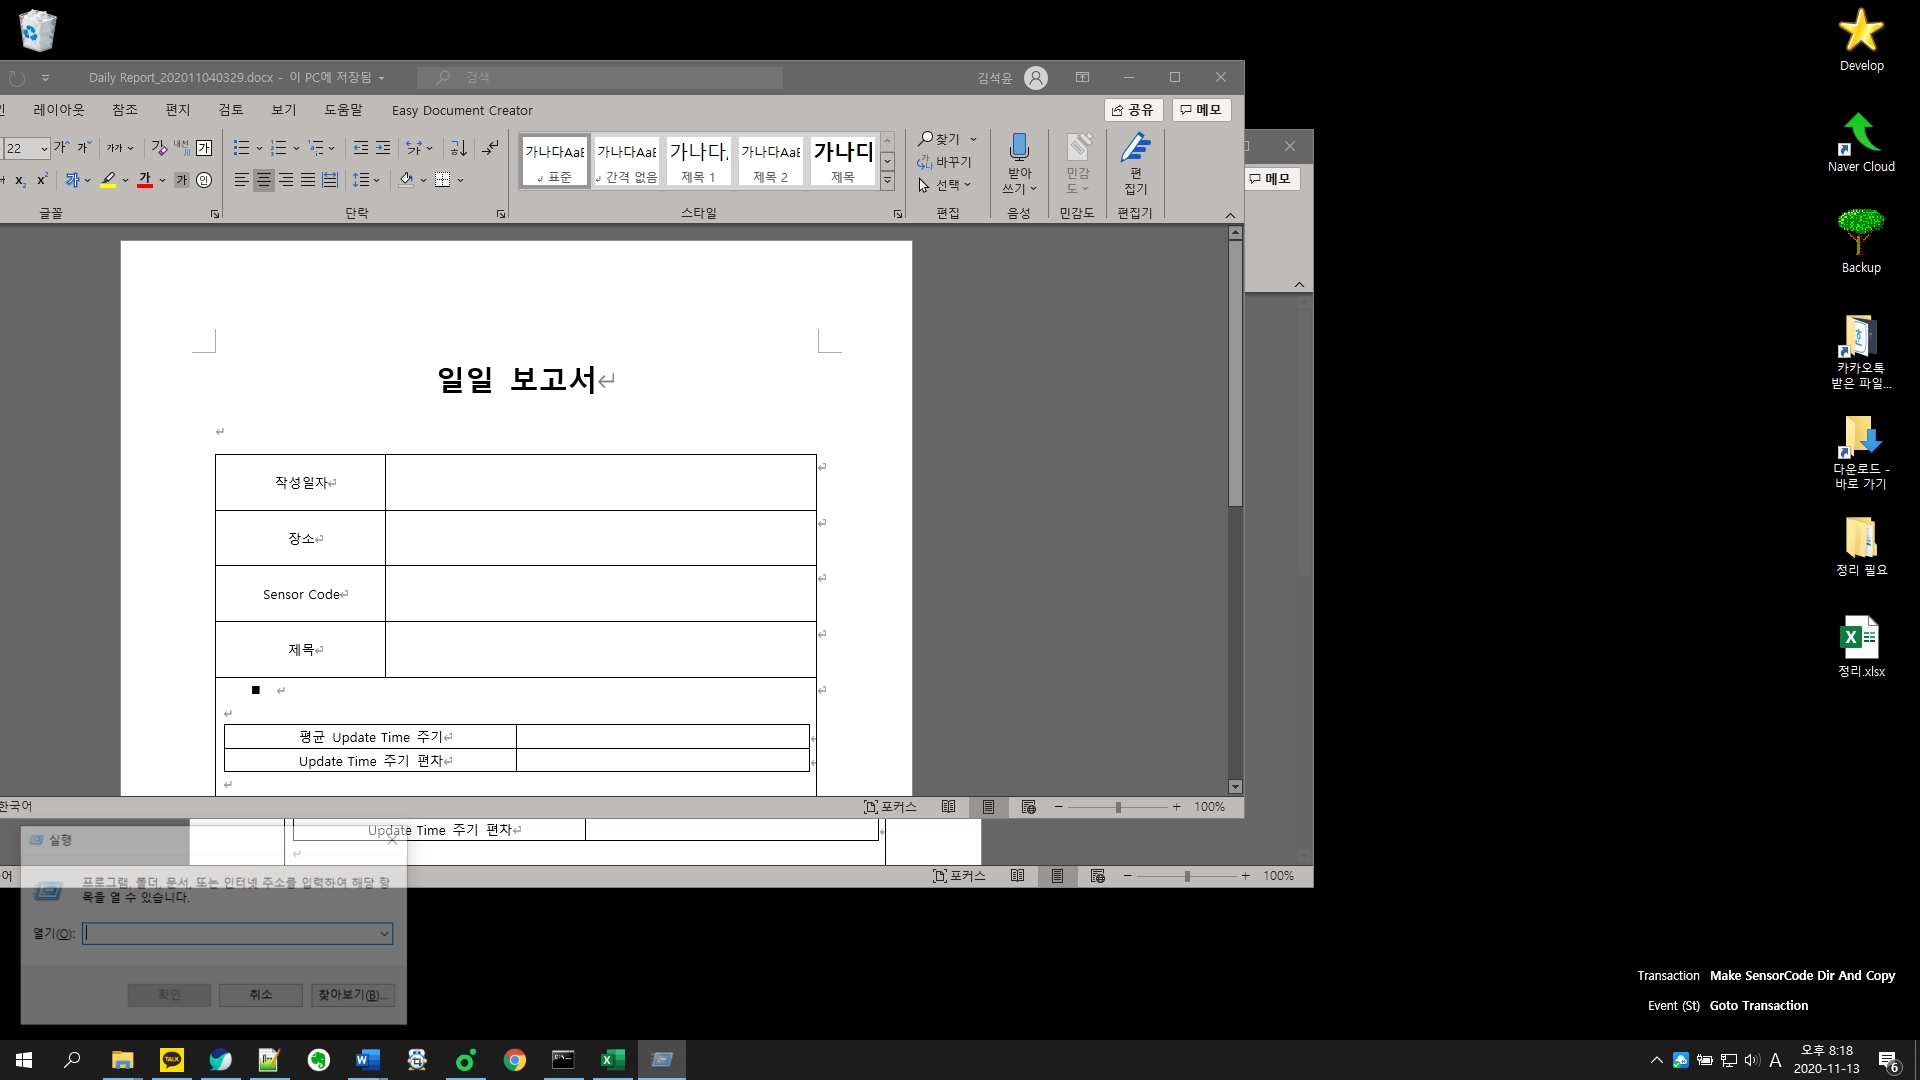 Daily Report_202011040329.docx - 이 PC에 저장됨
검색
김석윤
레이아웃
참조
편지
검토
보기
도움말
Easy Document Creator
공유
메모
22
가나다AaB
표준
가나다AaB
간격 없음
가나다,
제목 1
가나다AaB
제목 2
가나다
제목
찾기
바꾸기
선택
받아
쓰기
민감
도
편
집기
글꼴
단락
스타일
편집
음성
민감도
편집기
메모
일일 보고서
작성일자
장소
Sensor Code
제목
평균 Update Time 주기
Update Time 주기 편차
한국어
포커스
100%
Update Time 주기 편차
어
포커스
100%
실행
프로그램, 폴더, 문서, 또는 인터넷 주소를 입력하여 해당 항
목을 열 수 있습니다.
열기(O):
확인
취소
찾아보기(B)...
Develop
Naver Cloud
Backup
카카오톡
받은 파일...
다운로드 -
바로 가기
정리 필요
정리.xlsx
Transaction Make SensorCode Dir And Copy
Event (St) Goto Transaction
TALK
A
오후 8:18
2020-11-13
6